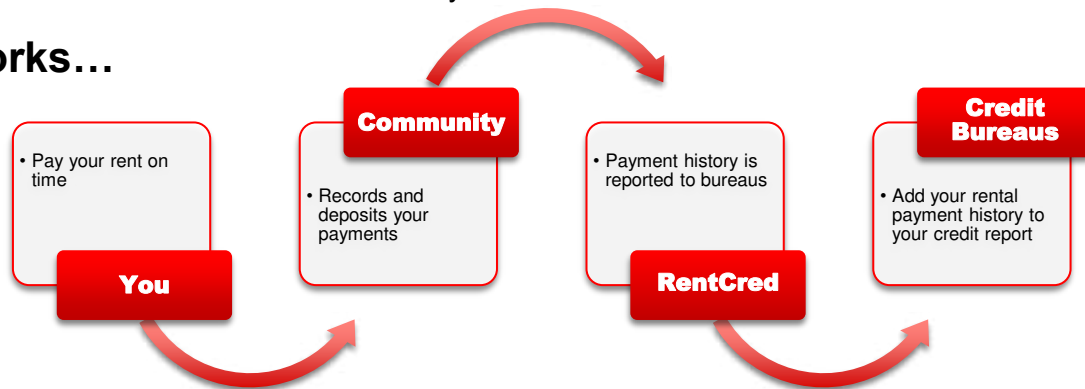 orks…
• Pay your rent on
time
You
Community
• Records and
deposits your
payments
• Payment history is
reported to bureaus
RentCred
Credit
Bureaus
• Add your rental
payment history to
your credit report